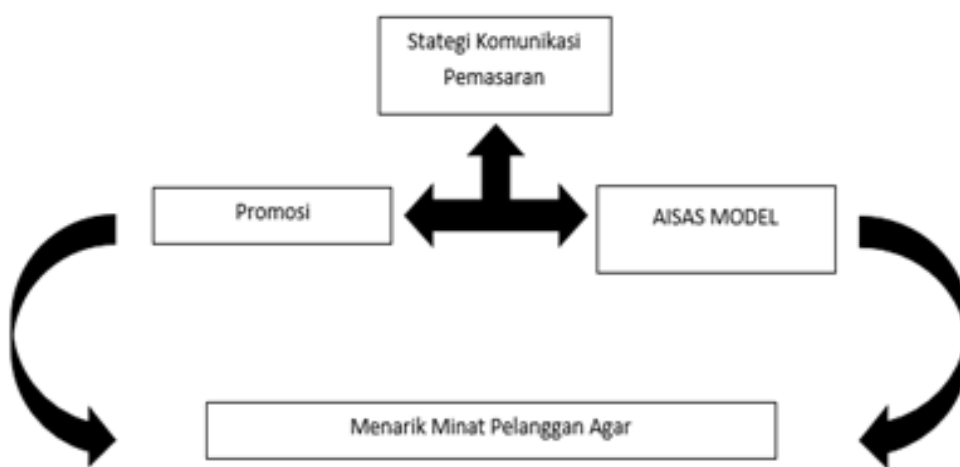 Stategi Komunikasi
Pemasaran
Promosi
AISAS MODEL
Menarik Minat Pelanggan Agar